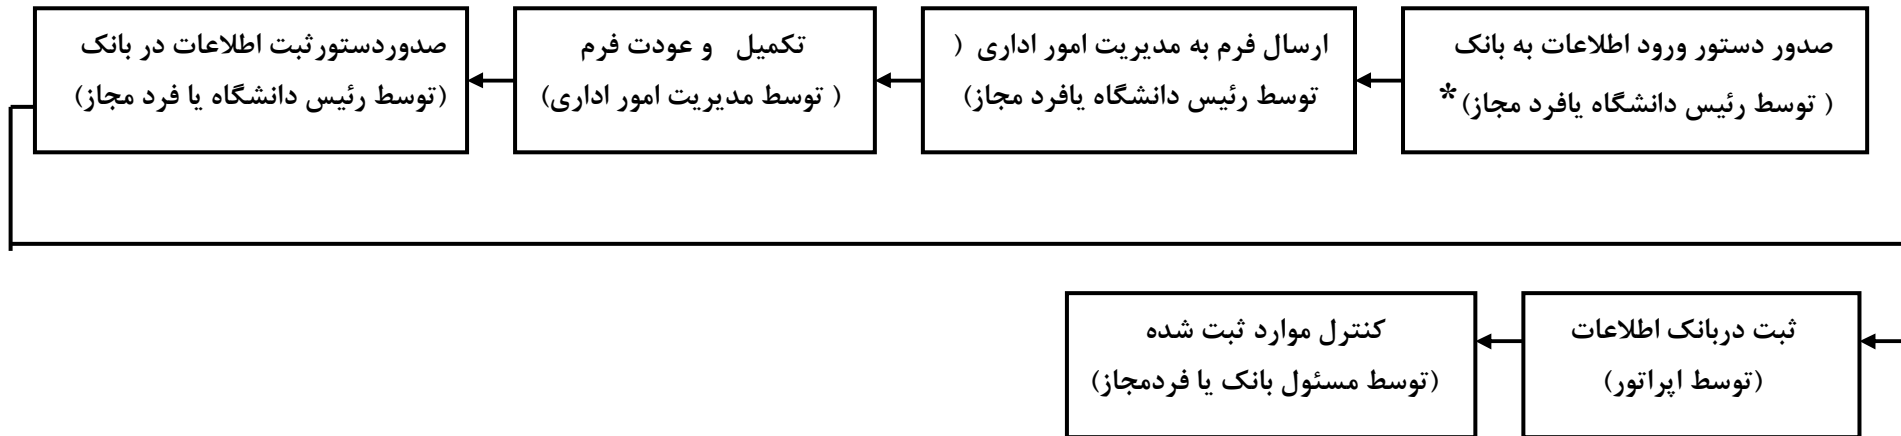 صدور دستور ورود اطلاعات به بانک
( توسط رئیس دانشگاه یافرد مجاز)*
ارسال فرم به مدیریت امور اداری (
توسط رئیس دانشگاه یافرد مجاز)
تکمیل و عودت فرم
( توسط مدیریت امور اداری)
صدوردستورثبت اطلاعات در بانک
(توسط رئیس دانشگاه یا فرد مجاز)
ثبت دربانک اطلاعات
(توسط اپراتور)
کنترل موارد ثبت شده
(توسط مسئول بانک یا فردمجاز)